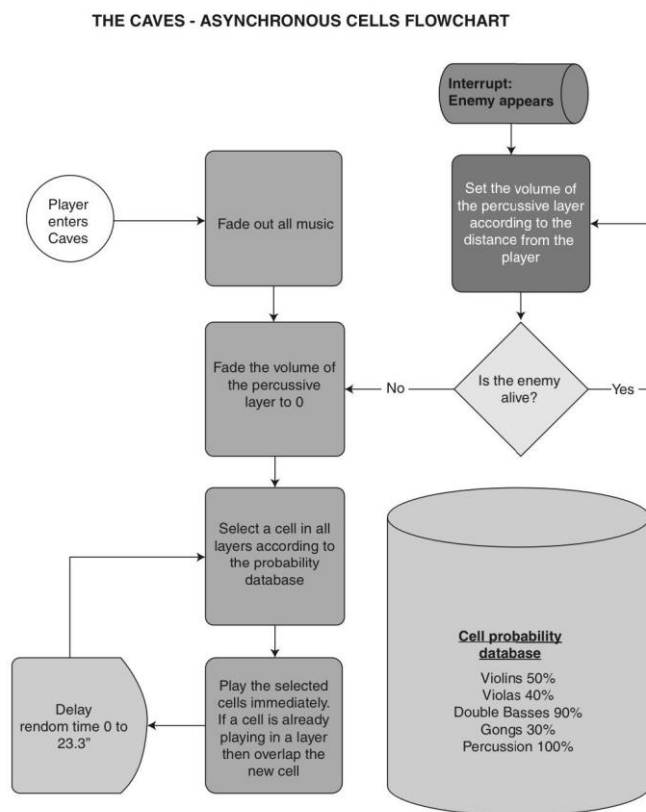 THE CAVES - ASYNCHRONOUS CELLS FLOWCHART
Interrupt:
Enemy appears
Player
enters
Caves
Fade out all music
Set the volume of
the percussive layer
according to the
distance from the
player
Fade the volume of
the percussive
layer to 0
No
Is the enemy
alive?
Yes
Select a cell in all
layers according to
the probability
database
Cell probability
database
Violins 50%
Violas 40%
Double Basses 90%
Gongs 30%
Percussion 100%
Delay
rendom time 0 to
23.3"
Play the selected
cells immediately.
If a cell is already
playing in a layer
then overlap the
new cell